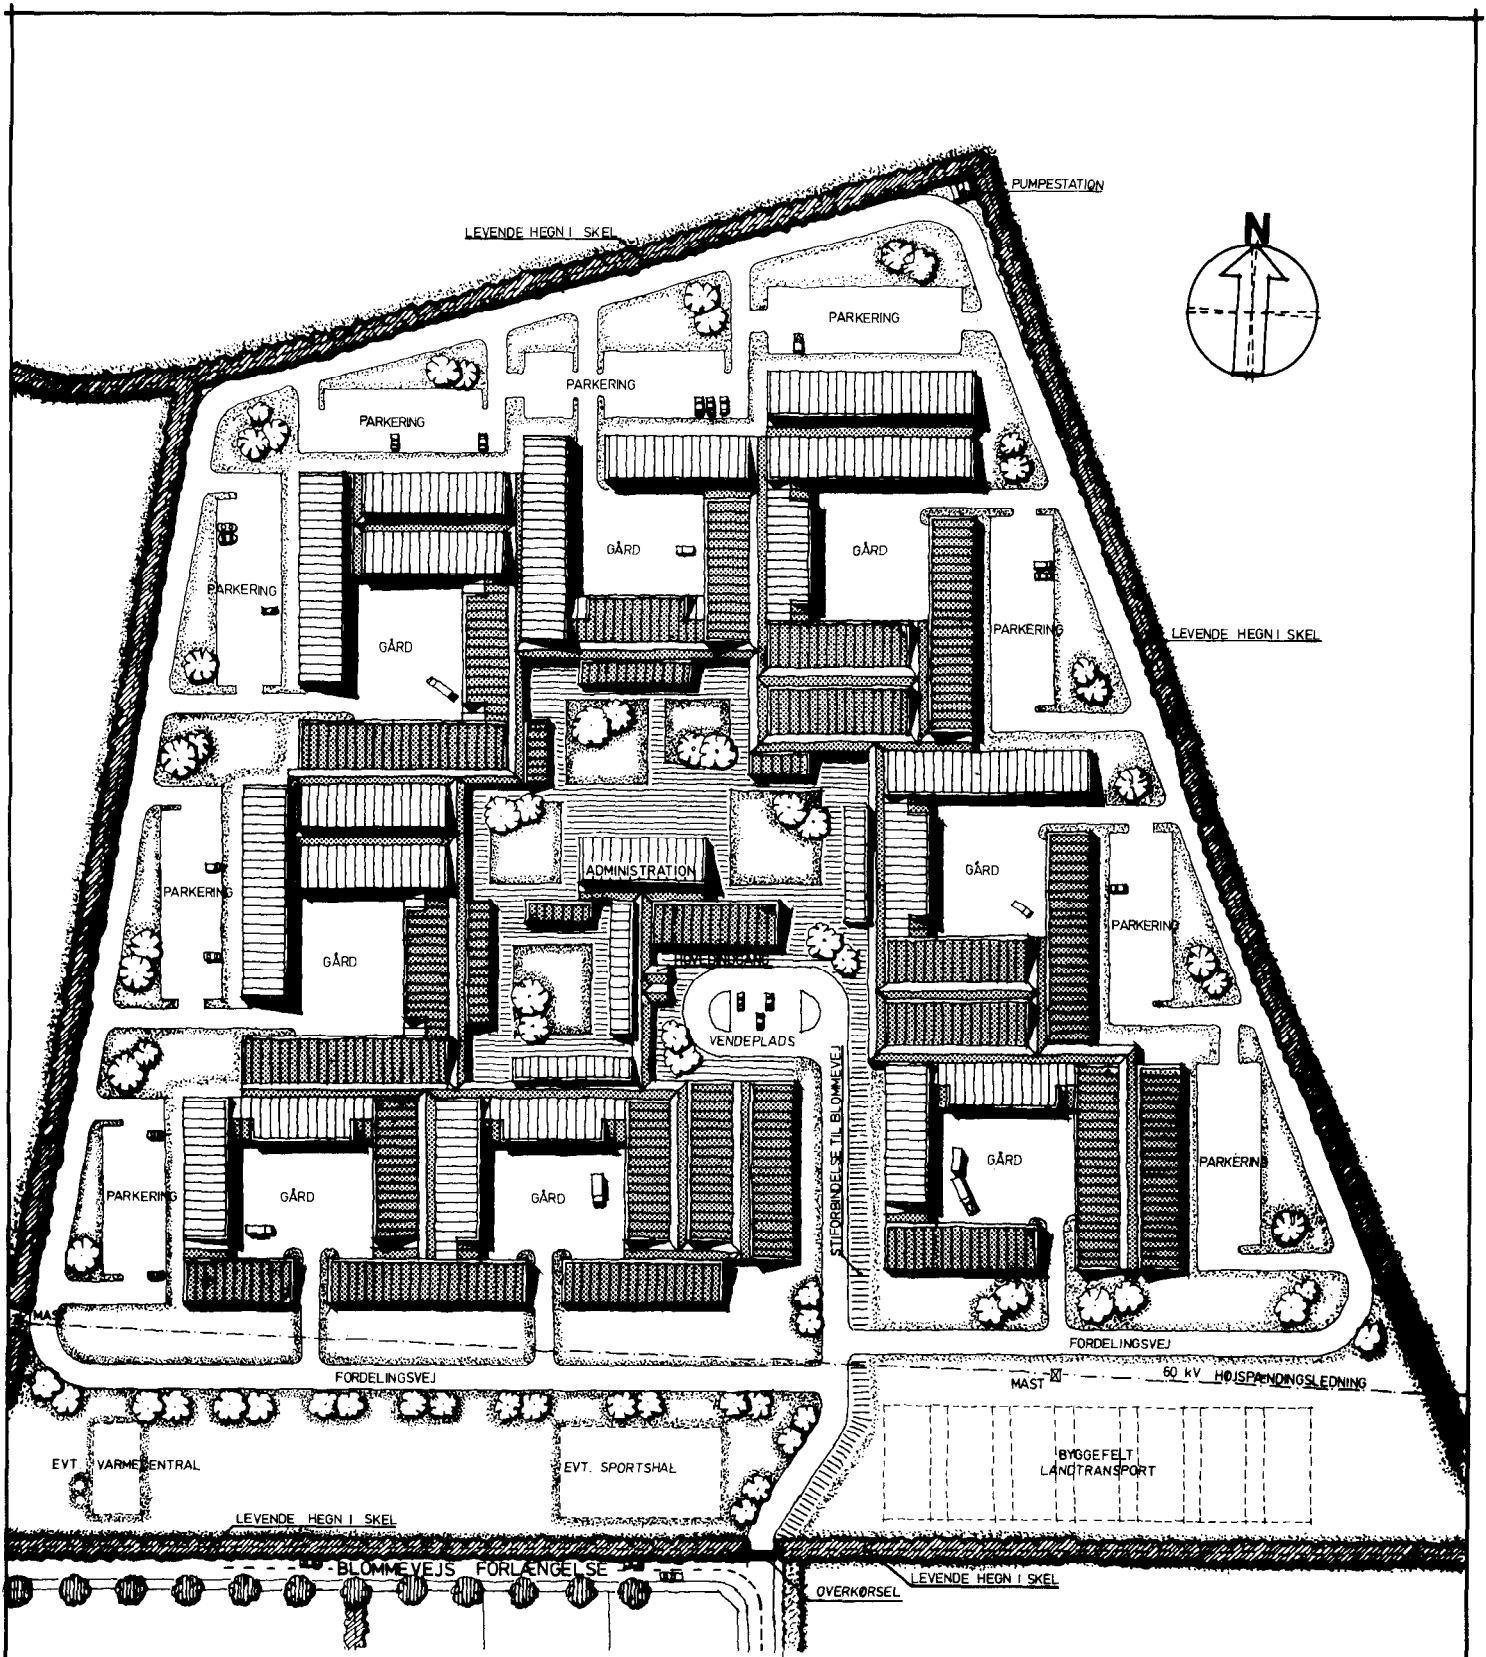 PUMPESTATION
N
LEVENDE HEGN I SKEL
PARKERING
PARKERING
PARKERING
GÅRD
GÅRD
PARKERING
PARKERING
LEVENDE HEGN I SKEL
GÅRD
ADMINISTRATION
GÅRD
PARKERING
PARKERING
GÅRD
HOVEDINDGANG
VENDEPLADS
STIFORBINDELSE TIL BLOMMEVEJ
GÅRD
PARKERING
PARKERING
GÅRD
GÅRD
MAST
FORDELINGSVEJ
FORDELINGSVEJ
MAST
60 kV HØJSPÆNDINGSLEDNING
EVT. VARMECENTRAL
EVT. SPORTSHAL
BYGGEFELT
LANDTRANSPORT
LEVENDE HEGN I SKEL
BLOMMEVEJS FORLÆNGELSE
OVERKØRSEL
LEVENDE HEGN I SKEL